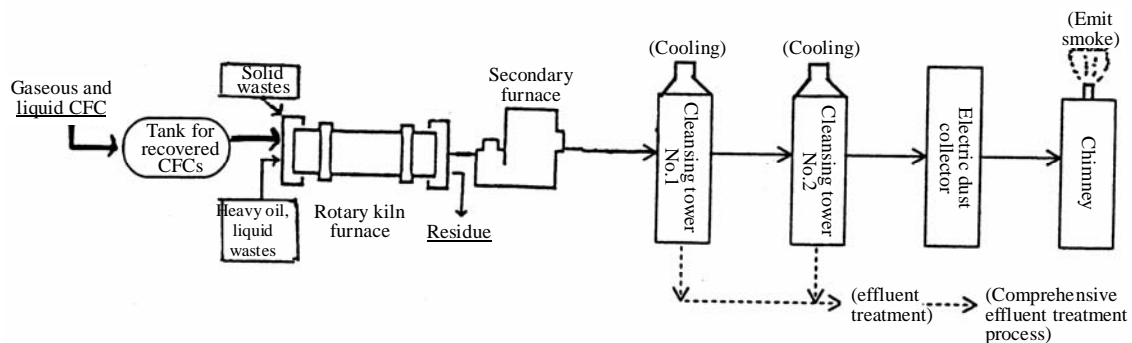 Gaseous and
liquid CFC
Tank for
recovered
CFCs
Solid
wastes
Heavy oil,
liquid
wastes
Rotary kiln
furnace
Residue
Secondary
furnace
(Cooling)
Cleansing tower
No.1
(Cooling)
Cleansing tower
No.2
Electric dust
collector
(Emit
smoke)
Chimney
(effluent
treatment)
(Comprehensive
effluent treatment
process)